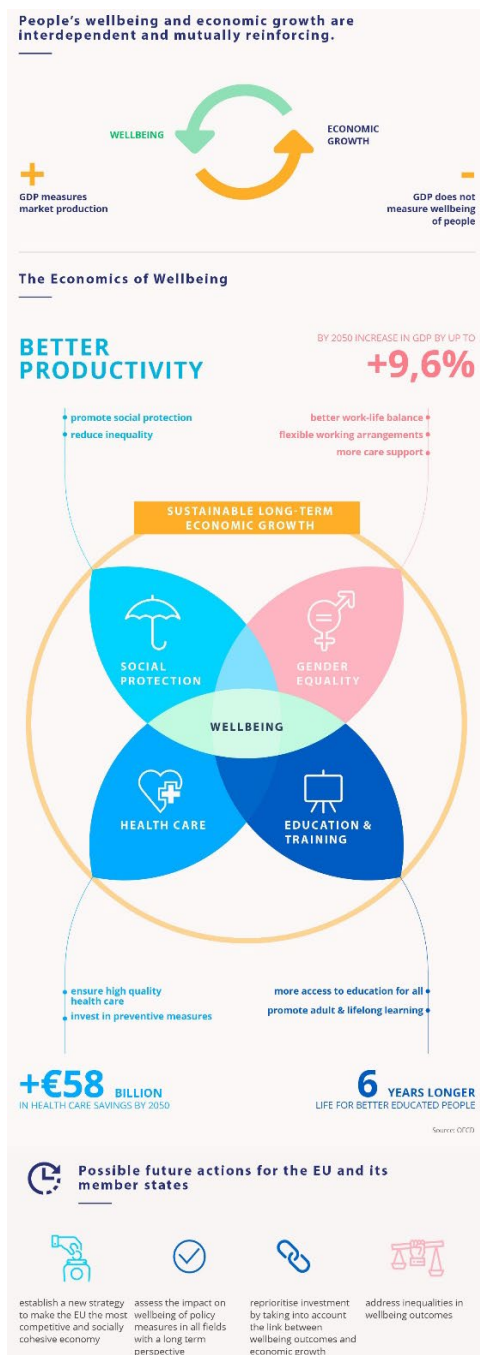 People's wellbeing and economic growth are
interdependent and mutually reinforcing.
WELLBEING
ECONOMIC
GROWTH
+
GDP measures
market production
-
GDP does not
measure wellbeing
of people
The Economics of Wellbeing
BETTER
PRODUCTIVITY
BY 2050 INCREASE IN GDP BY UP TO
+9,6%
promote social protection
reduce inequality
better work-life balance
flexible working arrangements
more care support
SUSTAINABLE LONG-TERM
ECONOMIC GROWTH
SOCIAL
PROTECTION
GENDER
EQUALITY
WELLBEING
HEALTH CARE
EDUCATION &
TRAINING
ensure high quality
health care
invest in preventive measures
more access to education for all
promote adult & lifelong learning
+€58 BILLION
IN HEALTH CARE SAVINGS BY 2050
6 YEARS LONGER
LIFE FOR BETTER EDUCATED PEOPLE
Source: OECD
Possible future actions for the EU and its
member states
establish a new strategy
to make the EU the most
competitive and socially
cohesive economy
assess the impact on
wellbeing of policy
measures in all fields
with a long term
perspective
reprioritise investment
by taking into account
the link between
wellbeing outcomes and
economic growth
address inequalities in
wellbeing outcomes